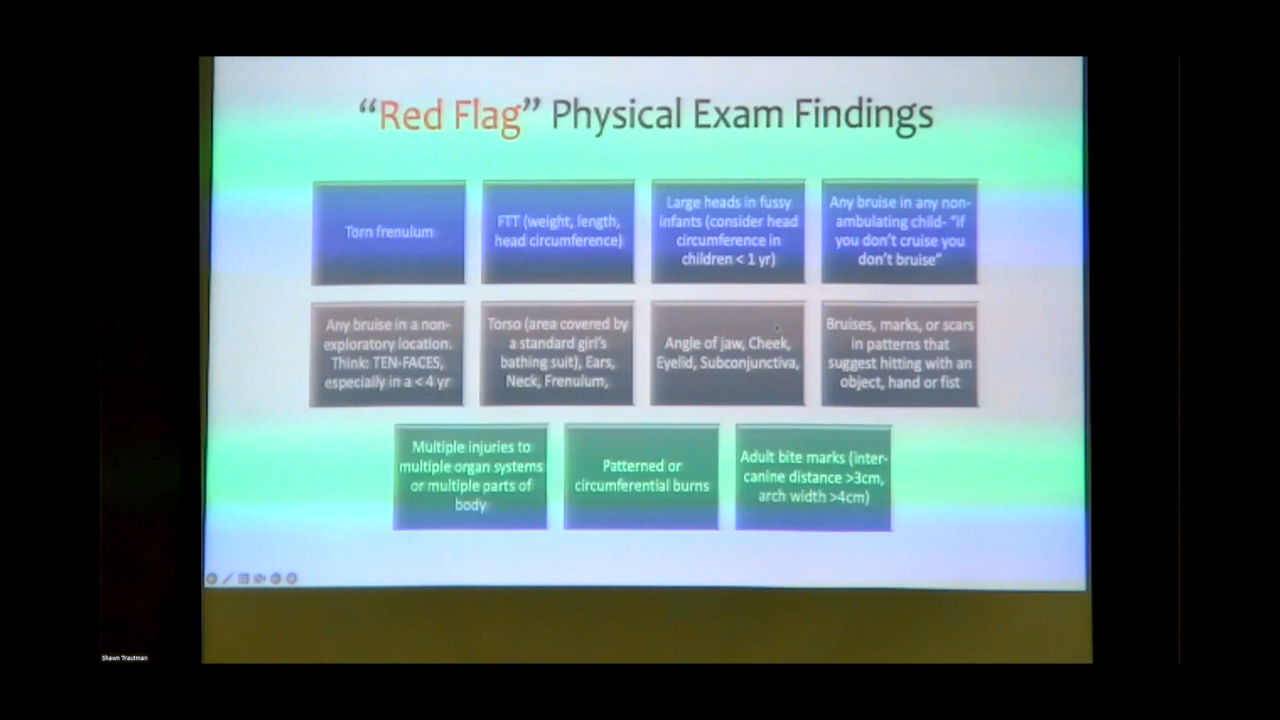 “Red Flag” Physical Exam Findings
Torn frenulum
FTT (weight, length,
head circumference)
Large heads in fussy
infants (consider head
circumference in
children < 1 yr)
Any bruise in any non-
ambulating child- “if
you don’t cruise you
don’t bruise”
Any bruise in a non-
exploratory location.
Think: TEN-FACES,
especially in a < 4 yr
Torso (area covered by
a standard girl’s
bathing suit), Ears,
Neck, Frenulum,
Angle of jaw, Cheek,
Eyelid, Subconjunctiva,
Bruises, marks, or scars
in patterns that
suggest hitting with an
object, hand or fist
Multiple injuries to
multiple organ systems
or multiple parts of
body
Patterned or
circumferential burns
Adult bite marks (inter-
canine distance >3cm,
arch width >4cm)
Shawn Trautman